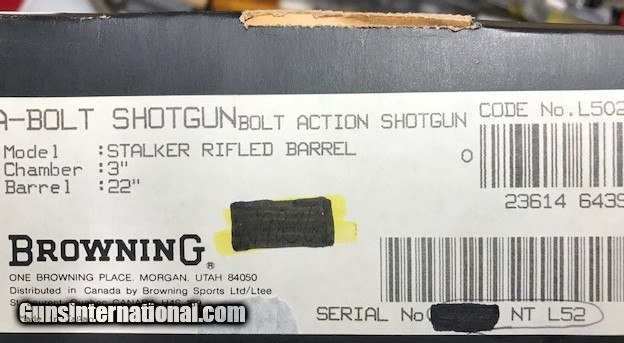 A-BOLT SHOTGUN BOLT ACTION SHOTGUN CODE No.L502
Model :STALKER RIFLED BARREL
Chamber :3"
Barrel :22"
23614 6439
BROWNING®
ONE BROWNING PLACE. MORGAN. UTAH 84050
Distributed in Canada by Browning Sports Ltd/Ltee
SERIAL No NT L52
GunsInternational.com